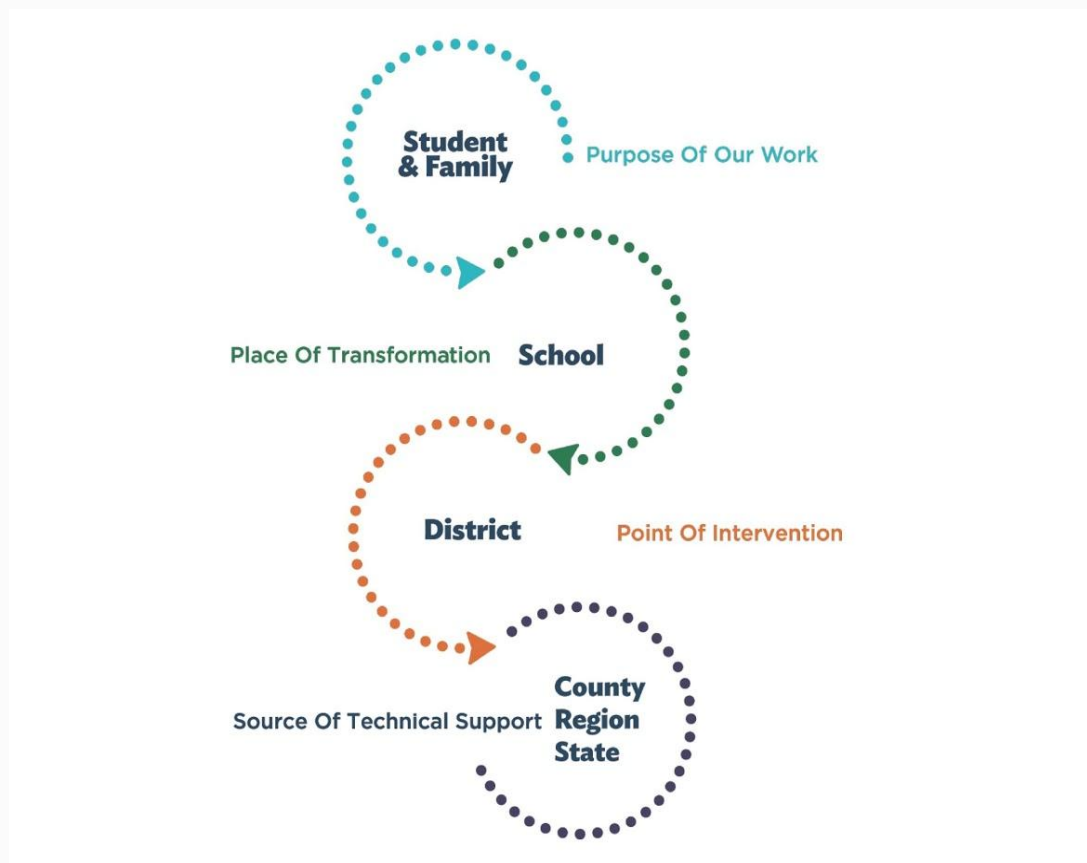 Student
& Family
Purpose Of Our Work
Place Of Transformation
School
District
Point Of Intervention
Source Of Technical Support
County
Region
State